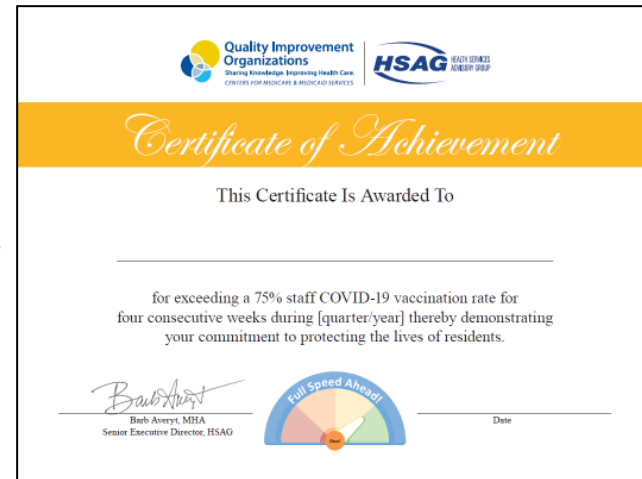 Quality Improvement
Organizations
Sharing Knowledge. Improving Health Care.
CENTERS FOR MEDICARE & MEDICAID SERVICES
HSAG HEALTH SERVICES
ADVISORY GROUP
Certificate of Achievement
This Certificate Is Awarded To
for exceeding a 75% staff COVID-19 vaccination rate for
four consecutive weeks during [quarter/year] thereby demonstrating
your commitment to protecting the lives of residents.
Barb Averyt
Full Speed Ahead!
Barb Averyt, MHA
Senior Executive Director, HSAG
Date